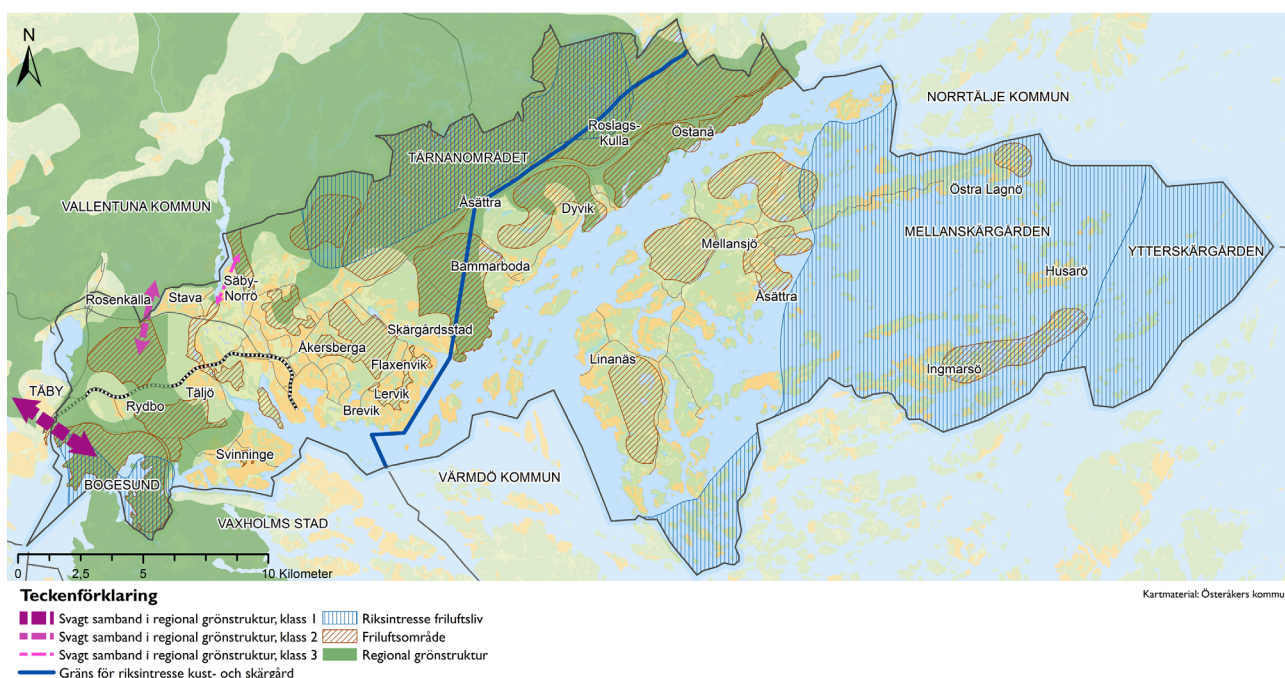 N
NORRTÄLJE KOMMUN
Roslags-
Kulla
Östanå
TÄRNANOMRÅDET
Östra Lagnö
VALLENTUNA KOMMUN
Åsättra
Dyvik
MELLANSKÄRGÅRDEN
Mellansjö
YTTERSKÄRGÅRDEN
Bammarboda
Husarö
Säby-
Norrö
Rosenkälla
Stava
Åsättra
Skärgårdsstad
Åkersberga
Flaxenvik
Linanäs
Ingmarsö
TÄBY
Täljö
Lervik
Rydbo
Brevik
Svinninge
VÄRMDÖ KOMMUN
BOGESUND
VAXHOLMS STAD
0 2,5 5 10 Kilometer
Teckenförklaring
Kartmaterial: Österåkers kommu
Svagt samband i regional grönstruktur, klass 1
Svagt samband i regional grönstruktur, klass 2
Svagt samband i regional grönstruktur, klass 3
Gräns för riksintresse kust- och skärgård
Riksintresse friluftsliv
Friluftsområde
Regional grönstruktur